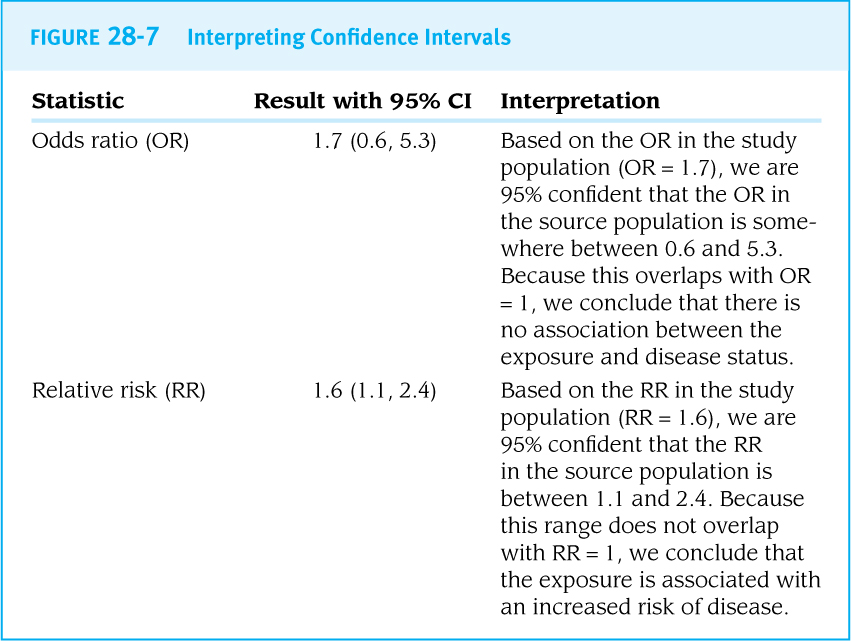 FIGURE 28-7 Interpreting Confidence Intervals
Statistic Result with 95% CI Interpretation
Odds ratio (OR) 1.7 (0.6, 5.3) Based on the OR in the study
population (OR = 1.7), we are
95% confident that the OR in
the source population is some-
where between 0.6 and 5.3.
Because this overlaps with OR
= 1, we conclude that there is
no association between the
exposure and disease status.
Relative risk (RR) 1.6 (1.1, 2.4) Based on the RR in the study
population (RR = 1.6), we are
95% confident that the RR
in the source population is
between 1.1 and 2.4. Because
this range does not overlap
with RR = 1, we conclude that
the exposure is associated with
an increased risk of disease.